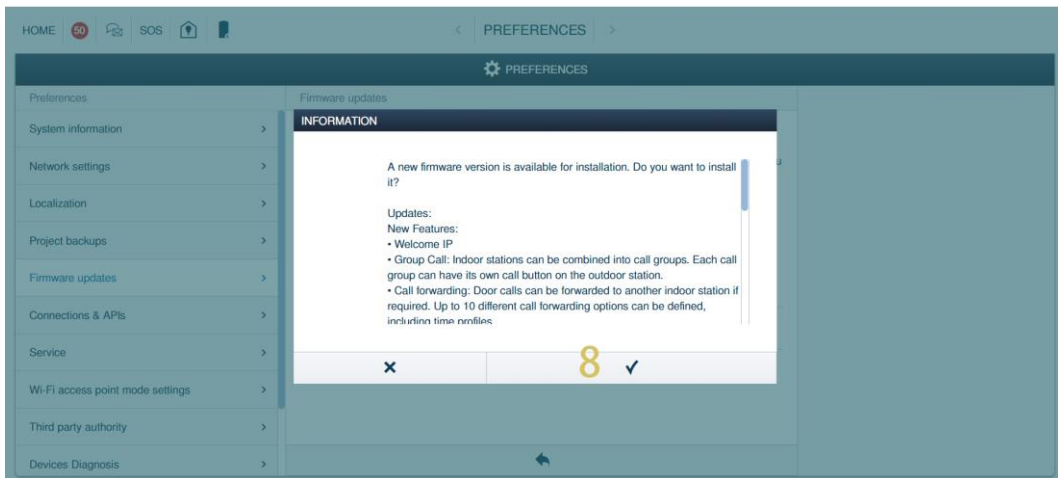 HOME 50 SOS PREFERENCES
PREFERENCES
Preferences
Firmware updates
System information
Network settings
Localization
Project backups
Firmware updates
Connections & APIs
Service
Wi-Fi access point mode settings
Third party authority
Devices Diagnosis
INFORMATION
A new firmware version is available for installation. Do you want to install
it?
Updates:
New Features:
• Welcome IP
• Group Call: Indoor stations can be combined into call groups. Each call
group can have its own call button on the outdoor station.
• Call forwarding: Door calls can be forwarded to another indoor station if
required. Up to 10 different call forwarding options can be defined,
including time profiles
8